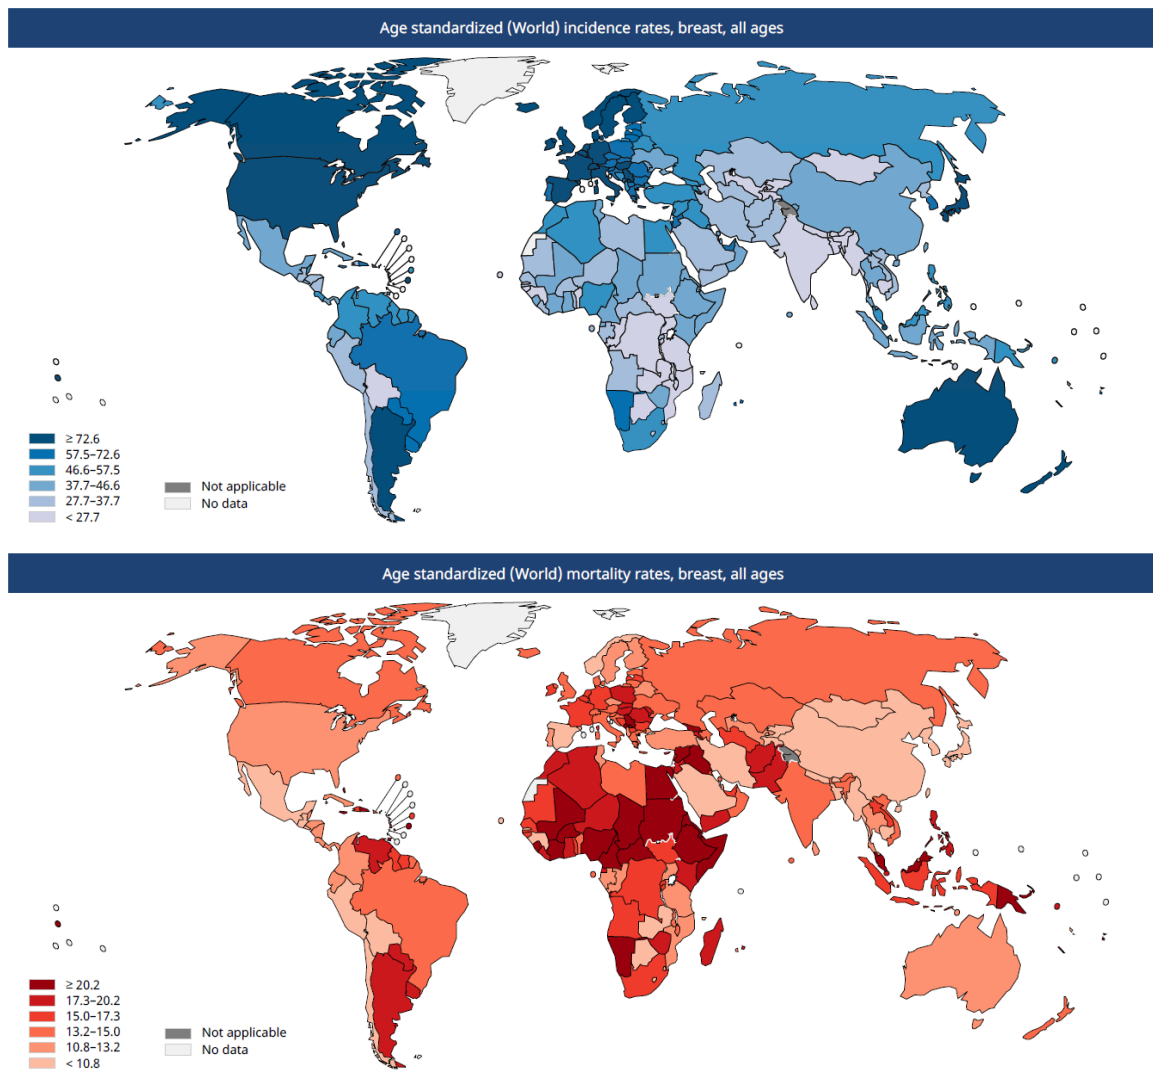 Age standardized (World) incidence rates, breast, all ages
≥ 72.6
57.5–72.6
46.6–57.5
37.7–46.6
27.7–37.7
< 27.7
Not applicable
No data
Age standardized (World) mortality rates, breast, all ages
≥ 20.2
17.3–20.2
15.0–17.3
13.2–15.0
10.8–13.2
< 10.8
Not applicable
No data